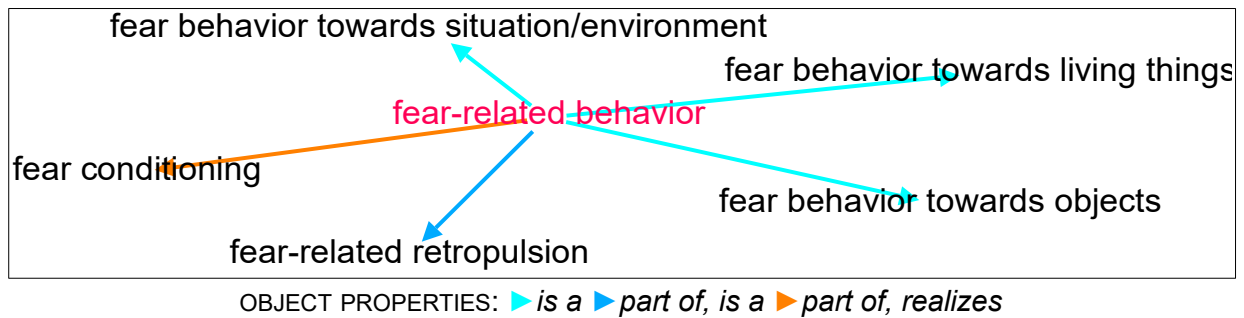 fear behavior towards situation/environment
fear behavior towards living things
fear-related behavior
fear conditioning
fear behavior towards objects
fear-related retropulsion
OBJECT PROPERTIES: is a part of, is a part of, realizes